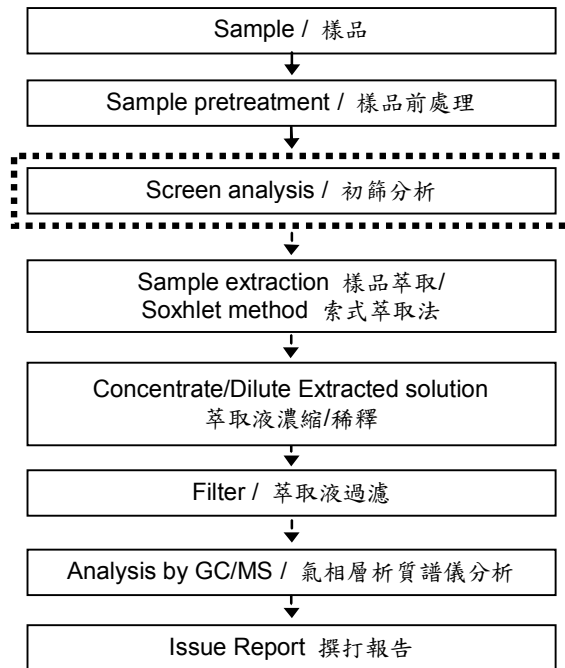 Sample / 樣品
Sample pretreatment / 樣品前處理
Screen analysis / 初篩分析
Sample extraction 樣品萃取/
Soxhlet method 索式萃取法
Concentrate/Dilute Extracted solution
萃取液濃縮/稀釋
Filter / 萃取液過濾
Analysis by GC/MS / 氣相層析質譜儀分析
Issue Report 撰打報告